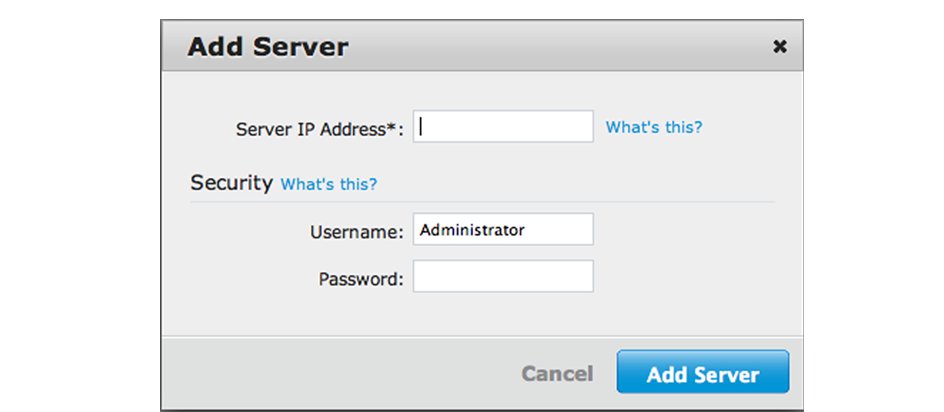 Add Server ✖
Server IP Address*: What's this?
Security What's this?
Username: Administrator
Password:
Cancel Add Server